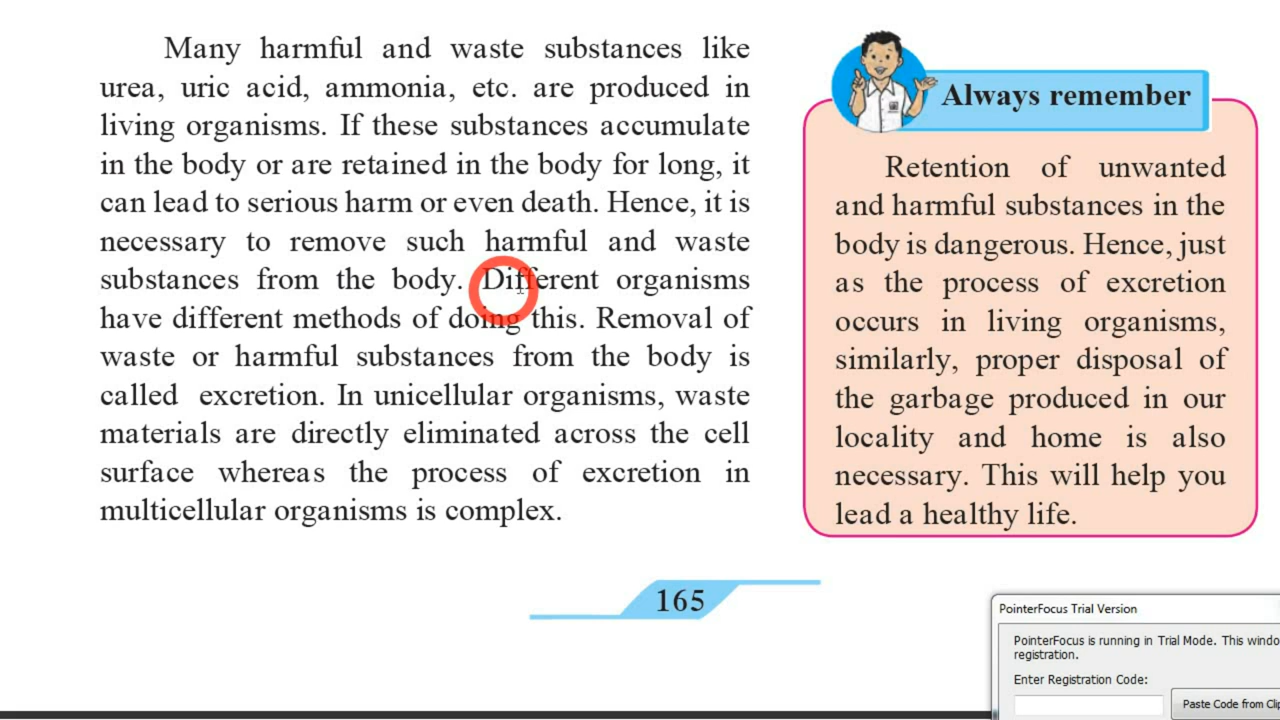 Many harmful and waste substances like
urea, uric acid, ammonia, etc. are produced in
living organisms. If these substances accumulate
in the body or are retained in the body for long, it
can lead to serious harm or even death. Hence, it is
necessary to remove such harmful and waste
substances from the body. Different organisms
have different methods of doing this. Removal of
waste or harmful substances from the body is
called excretion. In unicellular organisms, waste
materials are directly eliminated across the cell
surface whereas the process of excretion in
multicellular organisms is complex.
Always remember
Retention of unwanted
and harmful substances in the
body is dangerous. Hence, just
as the process of excretion
occurs in living organisms,
similarly, proper disposal of
the garbage produced in our
locality and home is also
necessary. This will help you
lead a healthy life.
165
PointerFocus Trial Version
PointerFocus is running in Trial Mode. This
registration.
Enter Registration Code:
Paste Code from